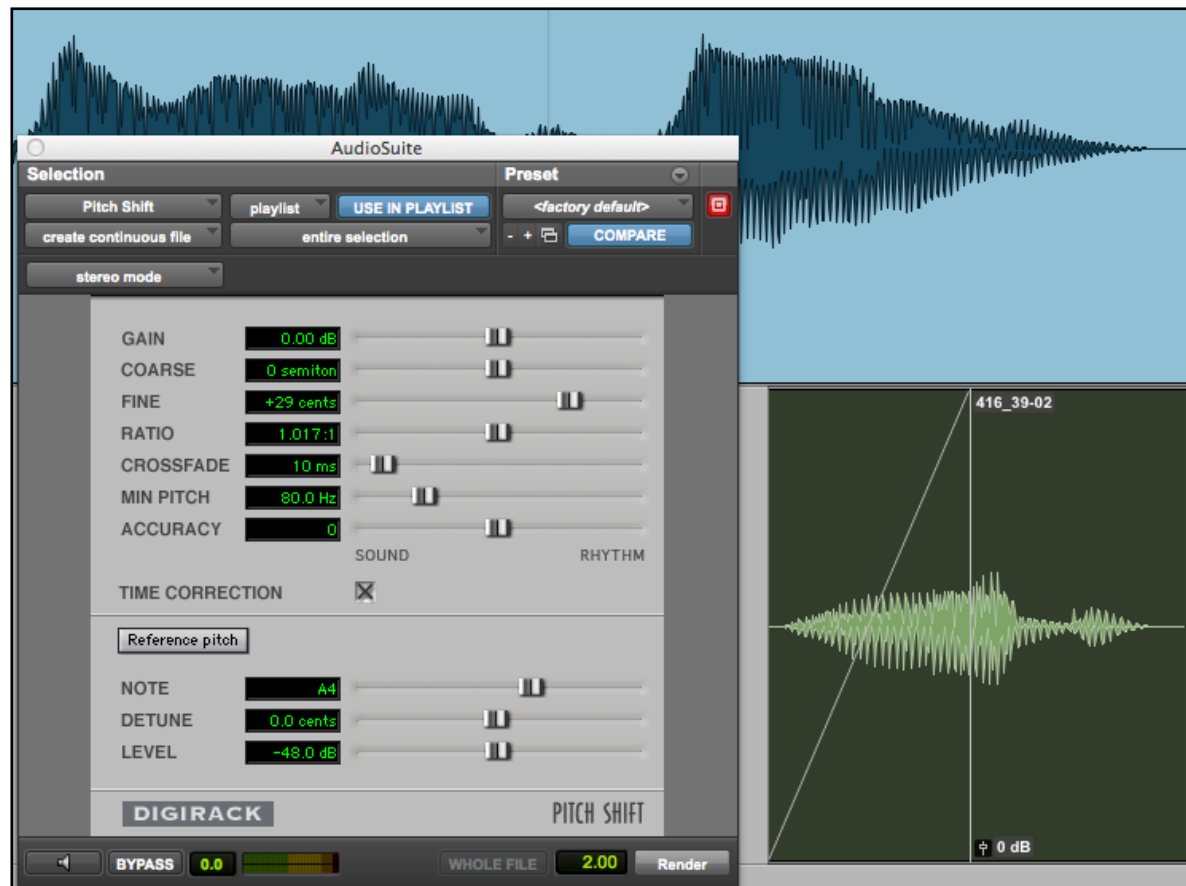 AudioSuite
Selection
Preset
Pitch Shift playlist USE IN PLAYLIST <factory default>
create continuous file entire selection - + COMPARE
stereo mode
GAIN 0.00 dB
COARSE 0 semiton
FINE +29 cents
416_39-02
RATIO 1.017:1
CROSSFADE 10 ms
MIN PITCH 80.0 Hz
ACCURACY 0
SOUND RHYTHM
TIME CORRECTION
Reference pitch
NOTE A4
DETUNE 0.0 cents
LEVEL -48.0 dB
DIGIRACK PITCH SHIFT
0 dB
BYPASS 0.0 WHOLE FILE 2.00 Render